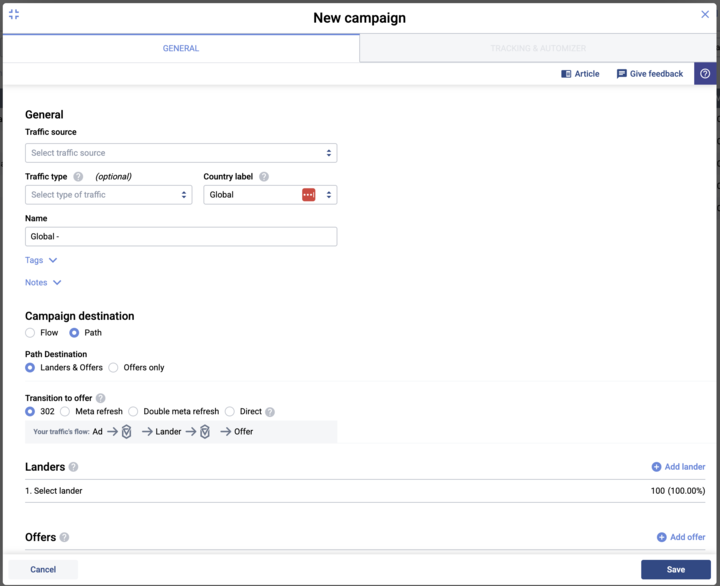 New campaign
GENERAL
TRACKING & AUTOMIZER
Article
Give feedback
General
Traffic source
Select traffic source
Traffic type (optional)
Country label
Select type of traffic
Global
Name
Global -
Tags
Notes
Campaign destination
Flow Path
Path Destination
Landers & Offers Offers only
Transition to offer
302 Meta refresh Double meta refresh Direct
Your traffic's flow: Ad Lander Offer
Landers
Add lander
1. Select lander
100 (100.00%)
Offers
Add offer
Cancel
Save